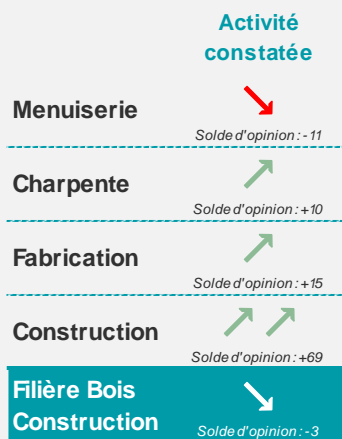 Activité
constatée
Menuiserie
Solde d'opinion : -11
Charpente
Solde d'opinion : +10
Fabrication
Solde d'opinion : +15
Construction
Solde d'opinion : +69
Filière Bois
Construction
Solde d'opinion : -3